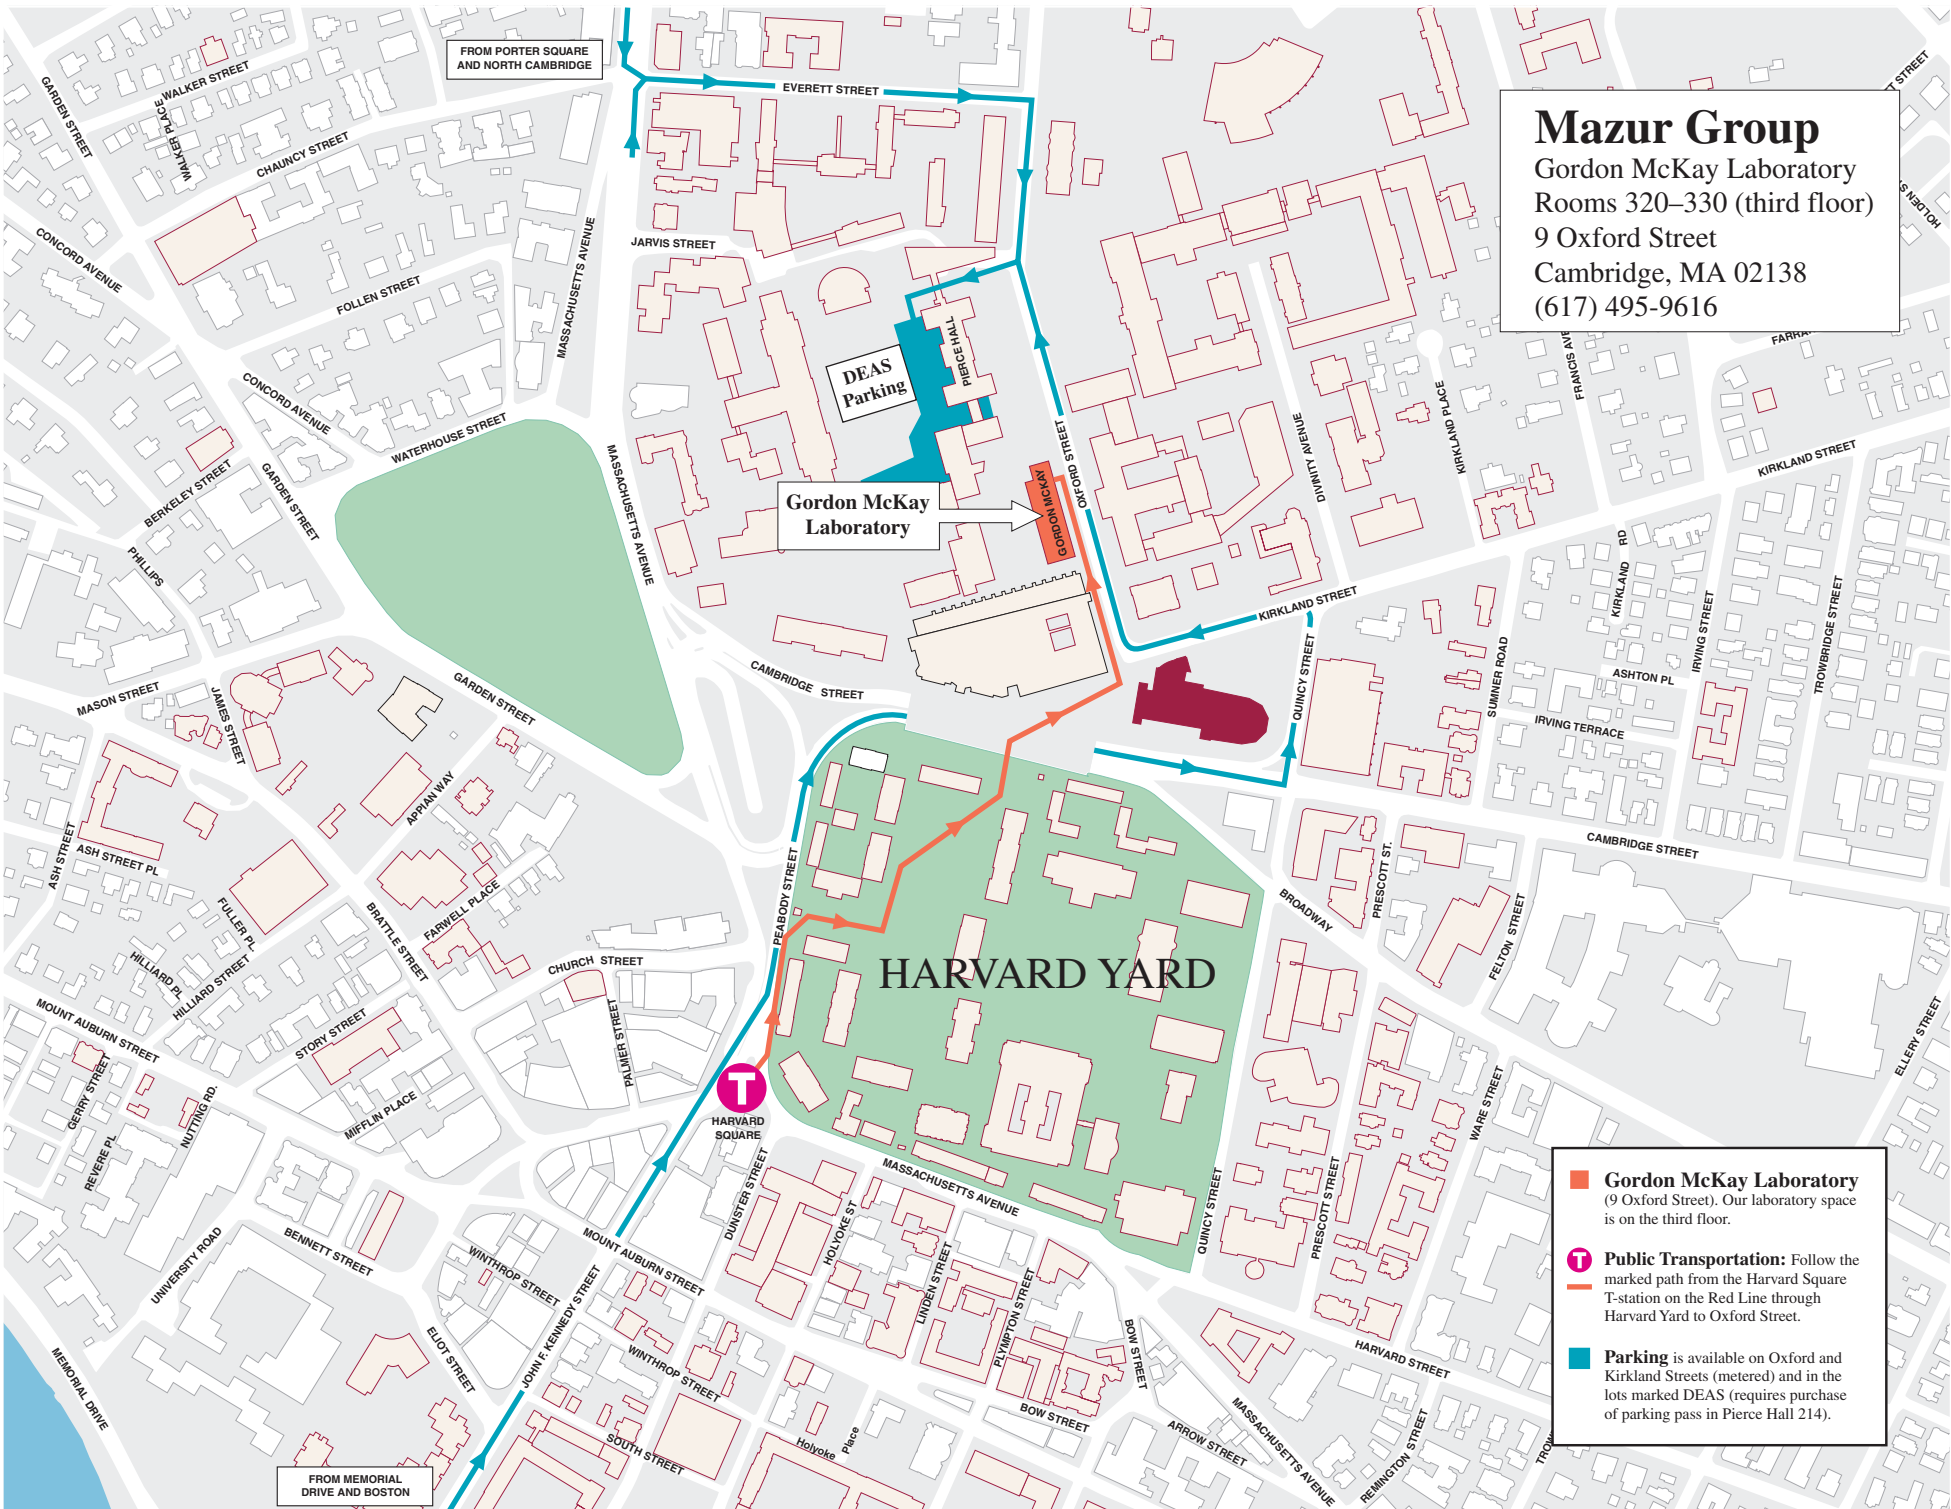 FROM PORTER SQUARE
AND NORTH CAMBRIDGE
EVERETT STREET
GARDEN STREET
WALKER STREET
WALKER PLACE
CHAUNCY STREET
CONCORD AVENUE
FOLLEN STREET
MASSACHUSETTS AVENUE
JARVIS STREET
Mazur Group
Gordon McKay Laboratory
Rooms 320–330 (third floor)
9 Oxford Street
Cambridge, MA 02138
(617) 495-9616
HOLDEN ST
FARRA
FRANCIS AVE
DEAS
Parking
PIERCE HALL
CONCORD AVENUE
WATERHOUSE STREET
BERKELEY STREET
GARDEN STREET
MASSACHUSETTS AVENUE
OXFORD STREET
DIVINITY AVENUE
KIRKLAND PLACE
KIRKLAND STREET
Gordon McKay
Laboratory
GORDON MCKAY
PHILLIPS
KIRKLAND STREET
KIRKLAND RD
IRVING STREET
TROWBRIDGE STREET
MASON STREET
JAMES STREET
GARDEN STREET
CAMBRIDGE STREET
QUINCY STREET
SUMNER ROAD
ASHTON PL
IRVING TERRACE
APPIAN WAY
ASH STREET
ASH STREET PL
PEABODY STREET
CAMBRIDGE STREET
PRESCOTT ST.
BROADWAY
FELTON STREET
FULLER PL
BRATTLE STREET
FARWELL PLACE
HILLIARD PL
HILLIARD STREET
CHURCH STREET
HARVARD YARD
MOUNT AUBURN STREET
STORY STREET
PALMER STREET
ELLERY STREET
GERRY STREET
NUTTING RD.
MIFFLIN PLACE
REVERE PL
T
HARVARD
SQUARE
WARE STREET
MASSACHUSETTS AVENUE
DUNSTER STREET
HOLYOKE ST
QUINCY STREET
PRESCOTT STREET
UNIVERSITY ROAD
BENNETT STREET
WINTHROP STREET
MOUNT AUBURN STREET
LINDEN STREET
PLYMPTON STREET
JOHN F. KENNEDY STREET
ELIOT STREET
MEMORIAL DRIVE
WINTHROP STREET
BOW STREET
HARVARD STREET
BOW STREET
ARROW STREET
MASSACHUSETTS AVENUE
REMINGTON STREET
TROW
SOUTH STREET
Holyoke Place
FROM MEMORIAL
DRIVE AND BOSTON
Gordon McKay Laboratory
(9 Oxford Street). Our laboratory space
is on the third floor.
T
Public Transportation: Follow the
marked path from the Harvard Square
T-station on the Red Line through
Harvard Yard to Oxford Street.
Parking is available on Oxford and
Kirkland Streets (metered) and in the
lots marked DEAS (requires purchase
of parking pass in Pierce Hall 214).